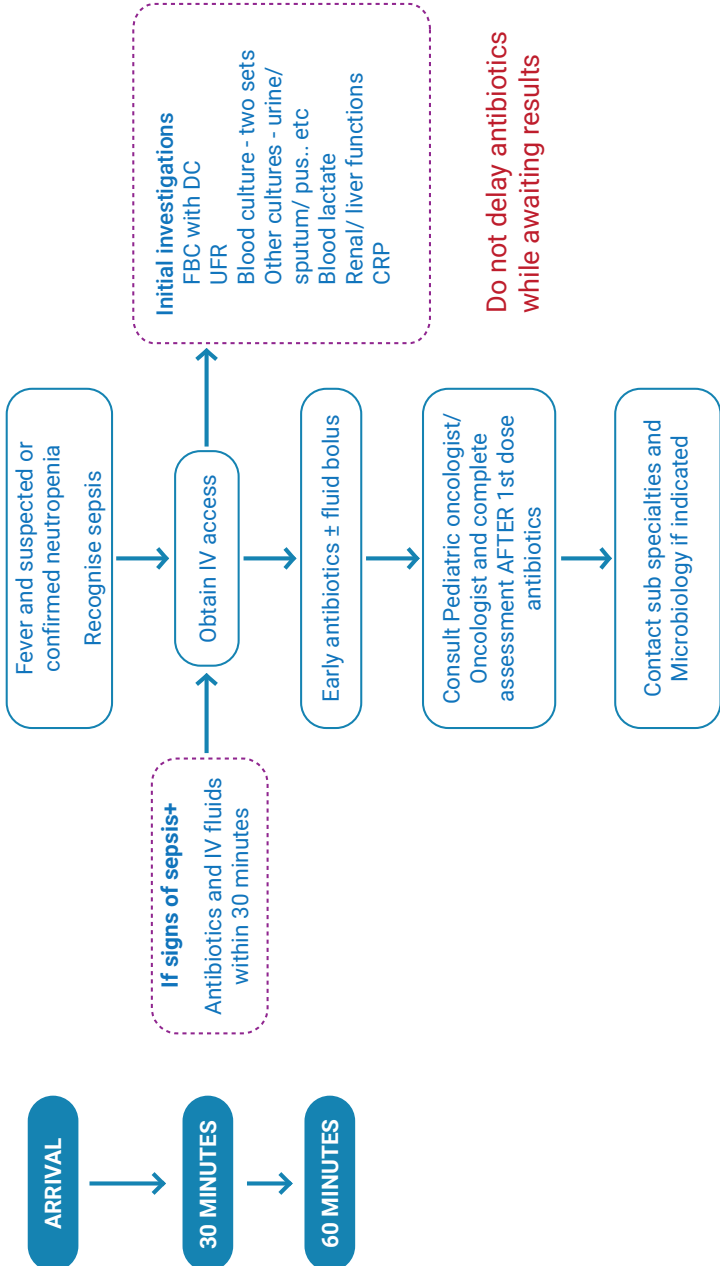 ARRIVAL
30 MINUTES
60 MINUTES
If signs of sepsis+
Antibiotics and IV fluids
within 30 minutes
Fever and suspected or
confirmed neutropenia
Recognise sepsis
Obtain IV access
Early antibiotics ± fluid bolus
Consult Pediatric oncologist/
Oncologist and complete
assessment AFTER 1st dose
antibiotics
Contact sub specialties and
Microbiology if indicated
Initial investigations
FBC with DC
UFR
Blood culture - two sets
Other cultures - urine/
sputum/ pus.. etc
Blood lactate
Renal/ liver functions
CRP
Do not delay antibiotics
while awaiting results